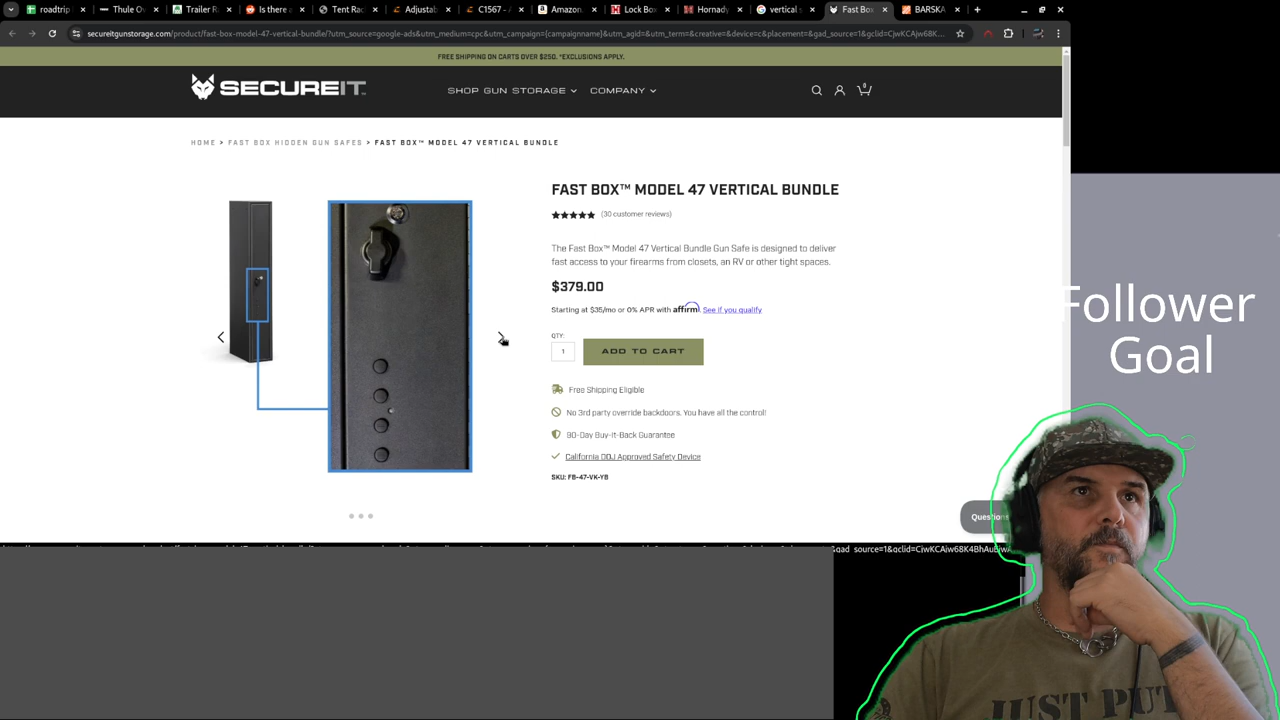 roadtrip
Thule Ov
Trailer R
Is there a
Tent Rac
Adjustab
C1567 - A
Amazon.
Lock Box
Hornady
vertical s
Fast Box
BARSKA
secureitgunstorage.com/product/fast-box-model-47-vertical-bundle/?utm_source=google-ads&utm_medium=cpc&utm_campaign={campaignname}&utm_agid=&utm_term=&creative=&device=c&placement=&gad_source=1&gclid=CjwKCAjw68K...
FREE SHIPPING ON CARTS OVER $250. *EXCLUSIONS APPLY.
SECUREIT
SHOP GUN STORAGE
COMPANY
0
HOME > FAST BOX HIDDEN GUN SAFES > FAST BOX™ MODEL 47 VERTICAL BUNDLE
FAST BOX™ MODEL 47 VERTICAL BUNDLE
(30 customer reviews)
The Fast Box™ Model 47 Vertical Bundle Gun Safe is designed to deliver
fast access to your firearms from closets, an RV or other tight spaces.
$379.00
Starting at $35/mo or 0% APR with affirm. See if you qualify
QTY:
1
ADD TO CART
Free Shipping Eligible
No 3rd party override backdoors. You have all the control!
90-Day Buy-It-Back Guarantee
California DOJ Approved Safety Device
SKU: FB-47-VK-YB
Question
Follower
Goal
gad_source=1&gclid=CjwKCAjw68K4BhAuEiwA
JUST PUT